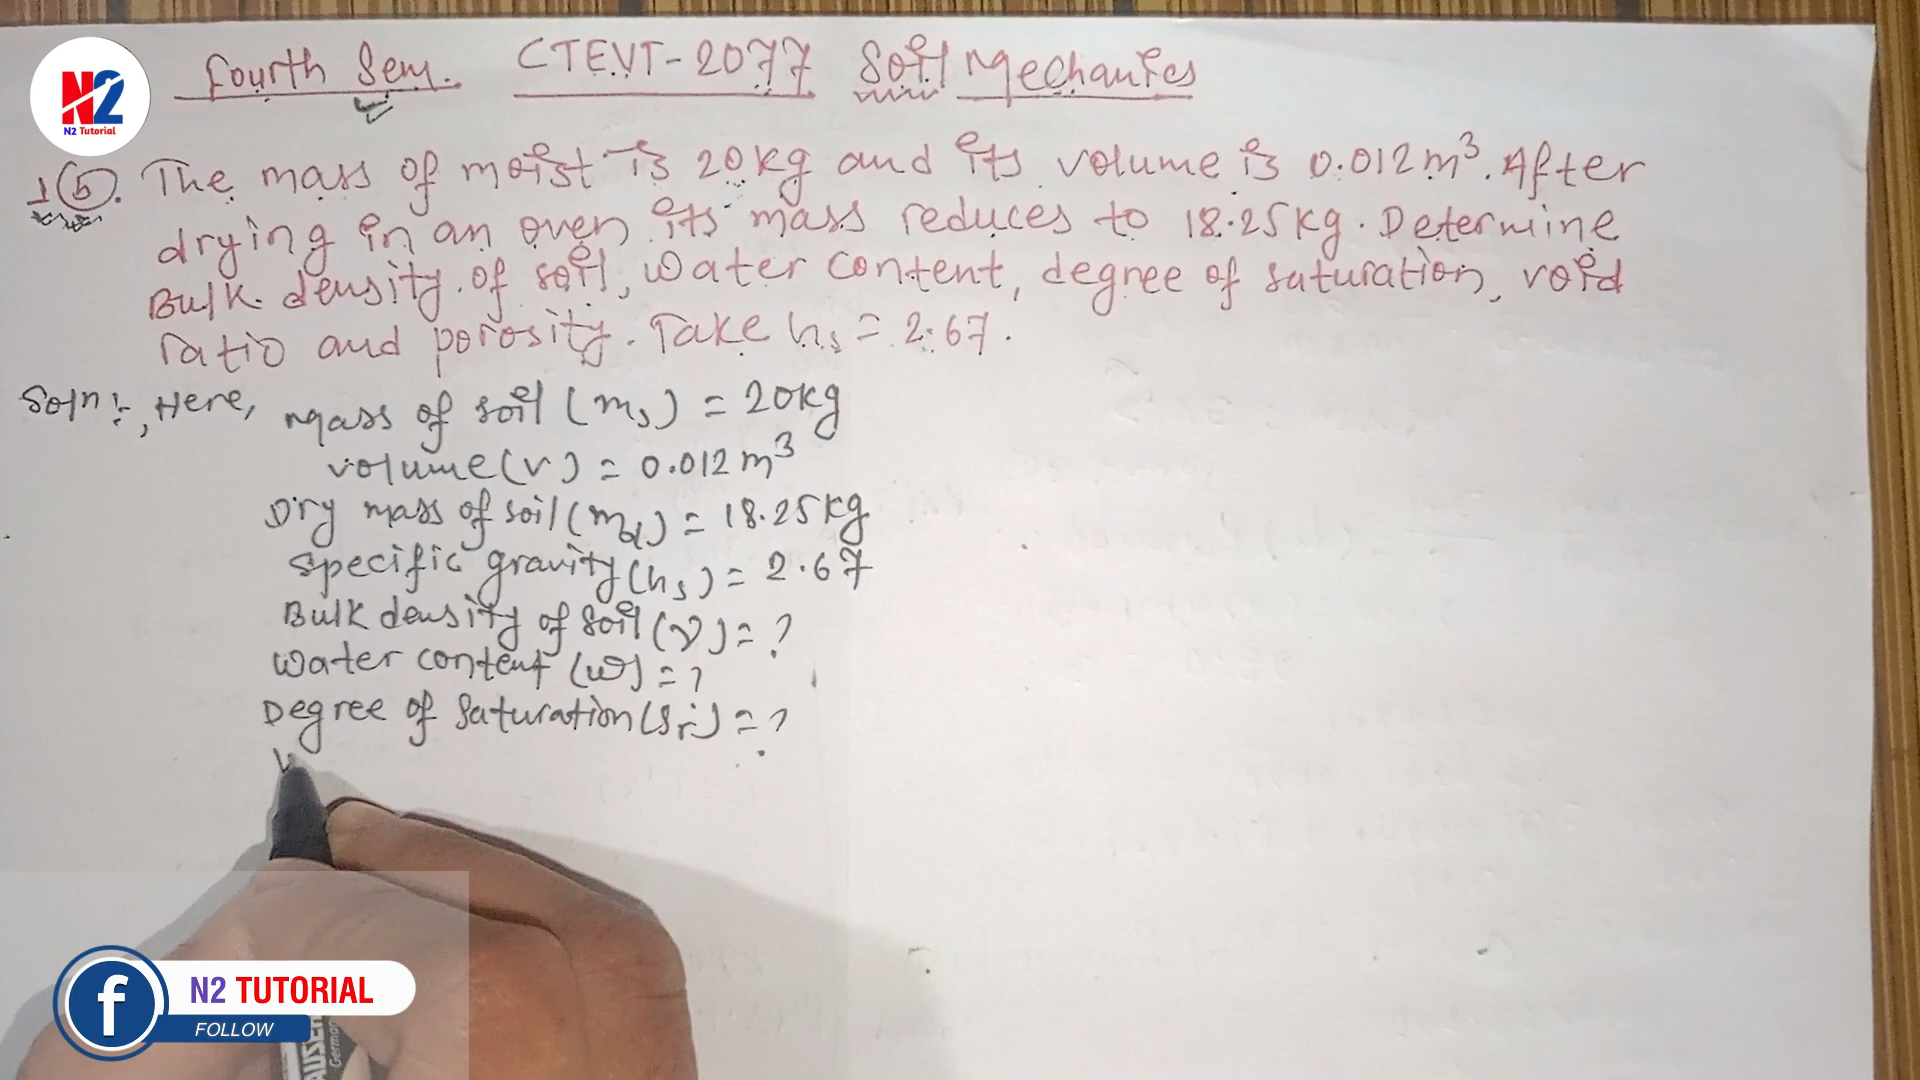 N2
N2 Tutorial
Fourth Sem. CTEVT-2077 Soil Mechanics
1(b). The mass of moist is 20kg and its volume is 0.012m³. After
drying in an oven its mass reduces to 18.25kg. Determine
Bulk density of soil, water content, degree of saturation, void
ratio and porosity. Take hs = 2.67.
Soln:, Here, mass of soil (ms) = 20kg
volume (v) = 0.012 m³
Dry mass of soil (md) = 18.25kg
specific gravity (hs) = 2.67
Bulk density of soil (γ) = ?
water content (w) = ?
Degree of saturation (Sr) = ?
f N2 TUTORIAL
FOLLOW